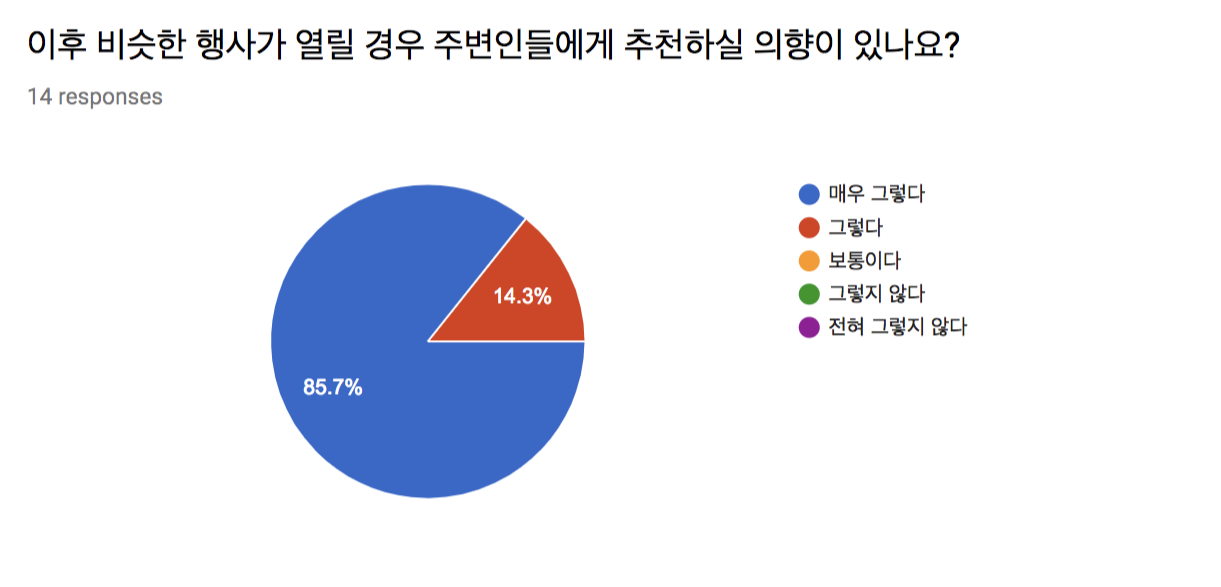 이후 비슷한 행사가 열릴 경우 주변인들에게 추천하실 의향이 있나요?
14 responses
매우 그렇다
그렇다
보통이다
그렇지 않다
전혀 그렇지 않다
14.3%
85.7%